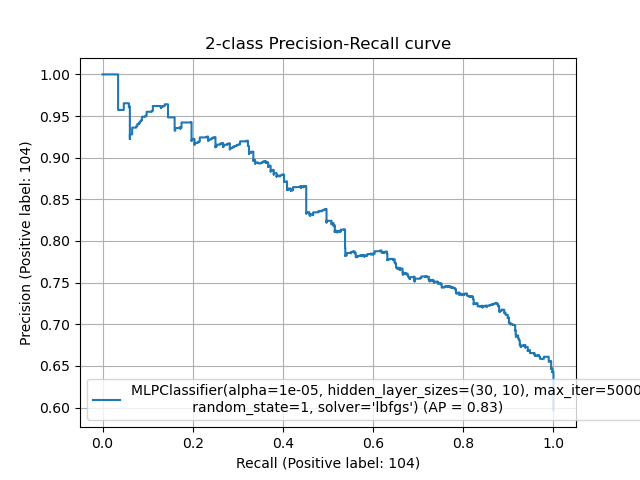 2-class Precision-Recall curve
Precision (Positive label: 104)
1.00
0.95
0.90
0.85
0.80
0.75
0.70
0.65
0.60
MLPClassifier(alpha=1e-05, hidden_layer_sizes=(30, 10), max_iter=5000
random_state=1, solver='lbfgs') (AP = 0.83)
0.0 0.2 0.4 0.6 0.8 1.0
Recall (Positive label: 104)